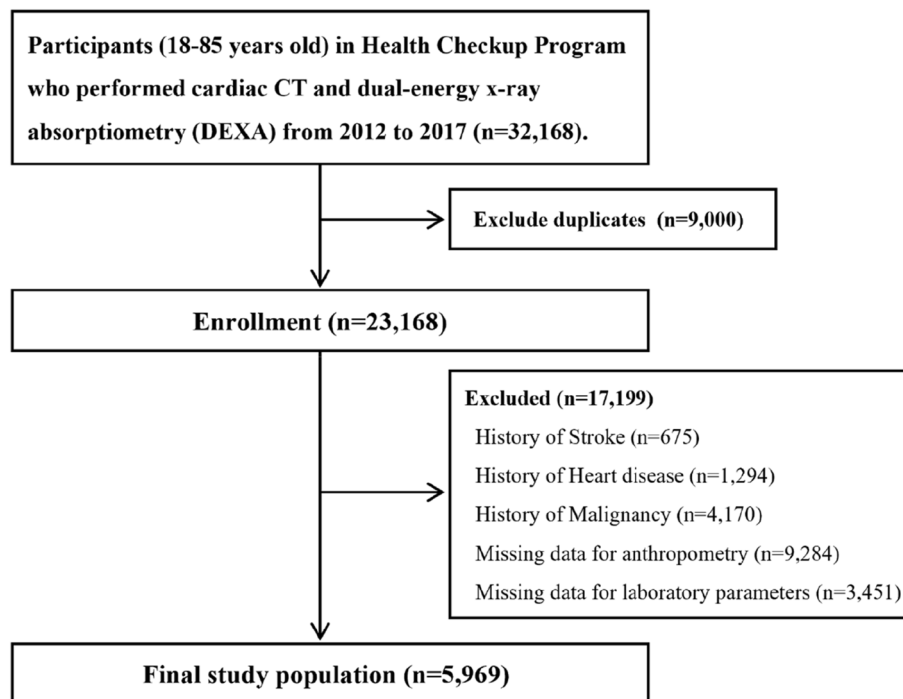 Participants (18-85 years old) in Health Checkup Program
who performed cardiac CT and dual-energy x-ray
absorptiometry (DEXA) from 2012 to 2017 (n=32,168).
Exclude duplicates (n=9,000)
Enrollment (n=23,168)
Excluded (n=17,199)
History of Stroke (n=675)
History of Heart disease (n=1,294)
History of Malignancy (n=4,170)
Missing data for anthropometry (n=9,284)
Missing data for laboratory parameters (n=3,451)
Final study population (n=5,969)